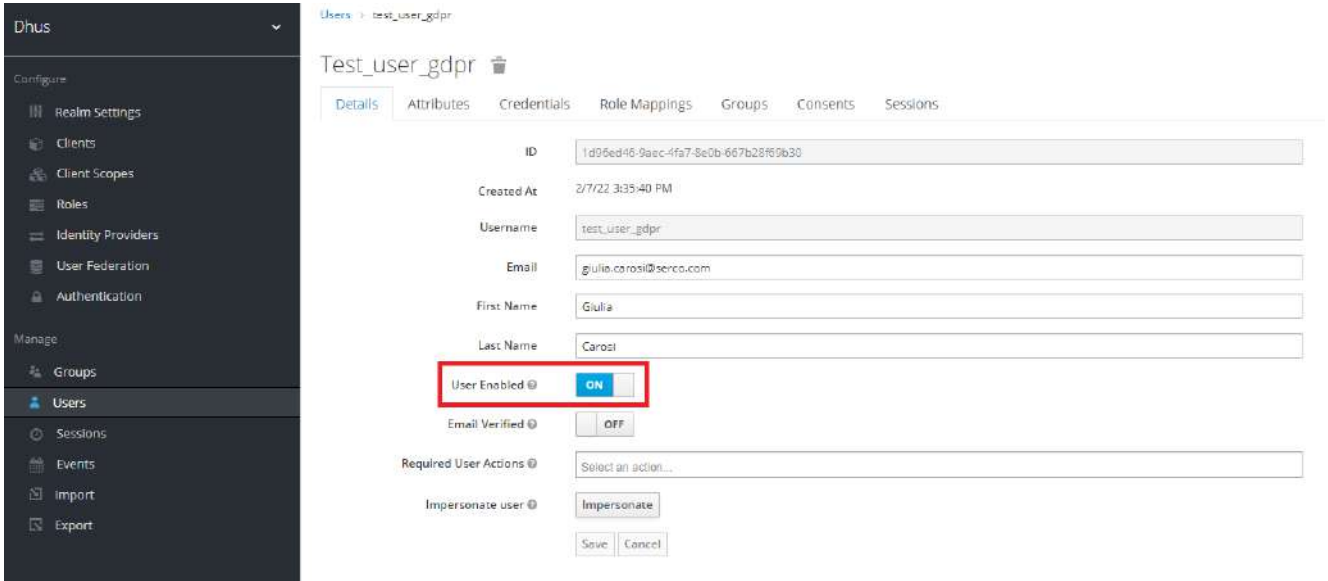 Dhus
Configure
Realm Settings
Clients
Client Scopes
Roles
Identity Providers
User Federation
Authentication
Manage
Groups
Users
Sessions
Events
Import
Export
Users > test_user_gdpr
Test_user_gdpr
Details Attributes Credentials Role Mappings Groups Consents Sessions
ID 1d96ed46-9aec-4fa7-8e0b-667b28f69b30
Created At 2/7/22 3:35:40 PM
Username test_user_gdpr
Email giulia.carosi@serco.com
First Name Giulia
Last Name Carosi
User Enabled ON
Email Verified OFF
Required User Actions Select an action...
Impersonate user Impersonate
Save Cancel